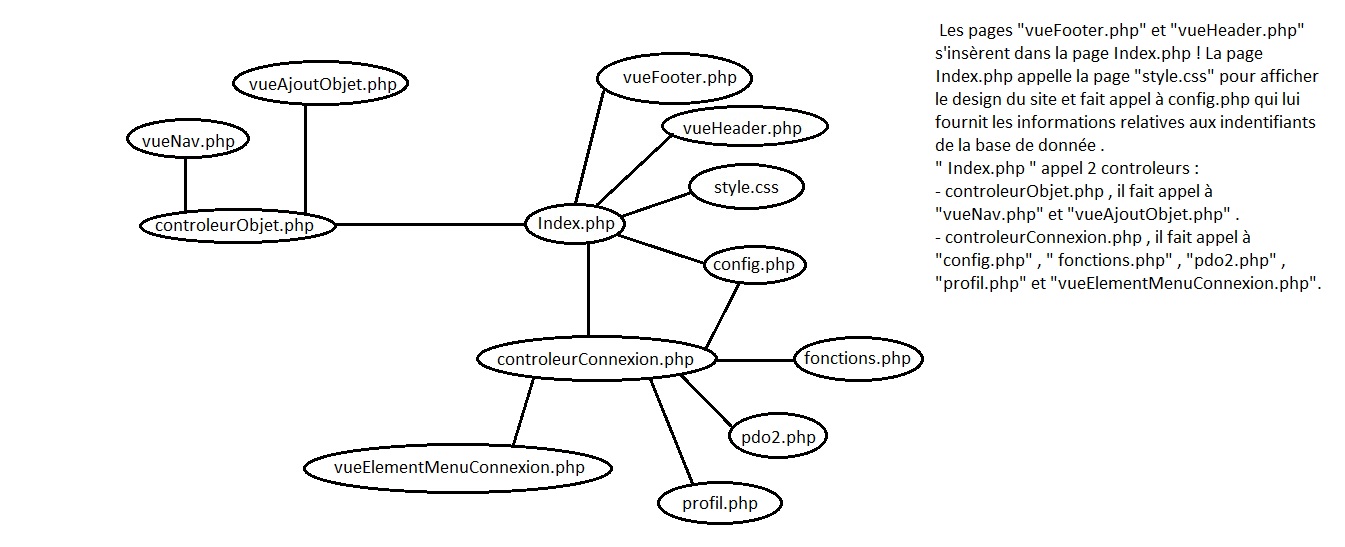 vueFooter.php
vueAjoutObjet.php
vueHeader.php
vueNav.php
style.css
controleurObjet.php
Index.php
config.php
controleurConnexion.php
fonctions.php
pdo2.php
vueElementMenuConnexion.php
profil.php
Les pages "vueFooter.php" et "vueHeader.php"
s'insèrent dans la page Index.php ! La page
Index.php appelle la page "style.css" pour afficher
le design du site et fait appel à config.php qui lui
fournit les informations relatives aux indentifiants
de la base de donnée .
" Index.php " appel 2 controleurs :
- controleurObjet.php , il fait appel à
"vueNav.php" et "vueAjoutObjet.php" .
- controleurConnexion.php , il fait appel à
"config.php" , " fonctions.php" , "pdo2.php" ,
"profil.php" et "vueElementMenuConnexion.php".